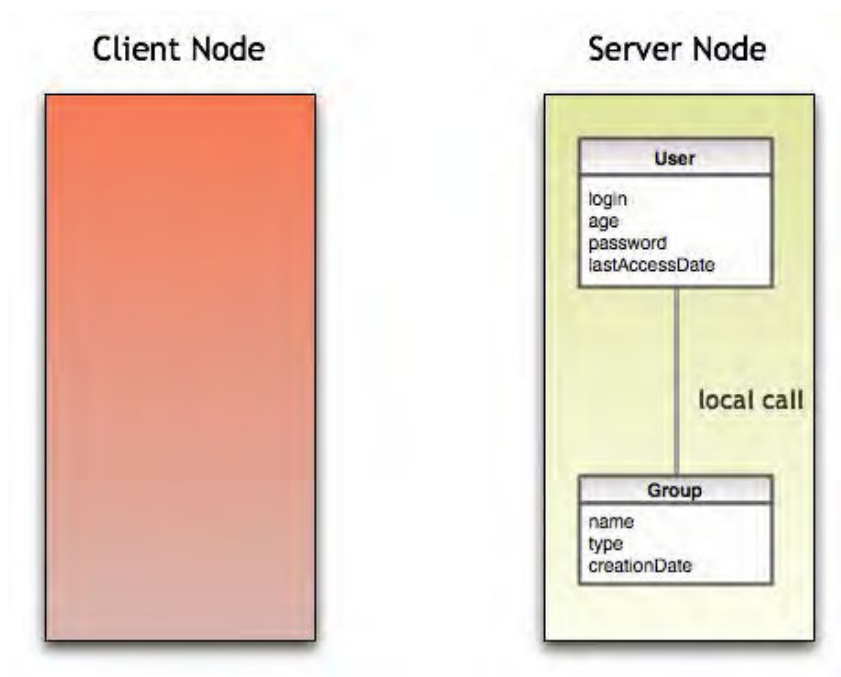 Client Node
Server Node
User
login
age
password
lastAccessDate
local call
Group
name
type
creationDate